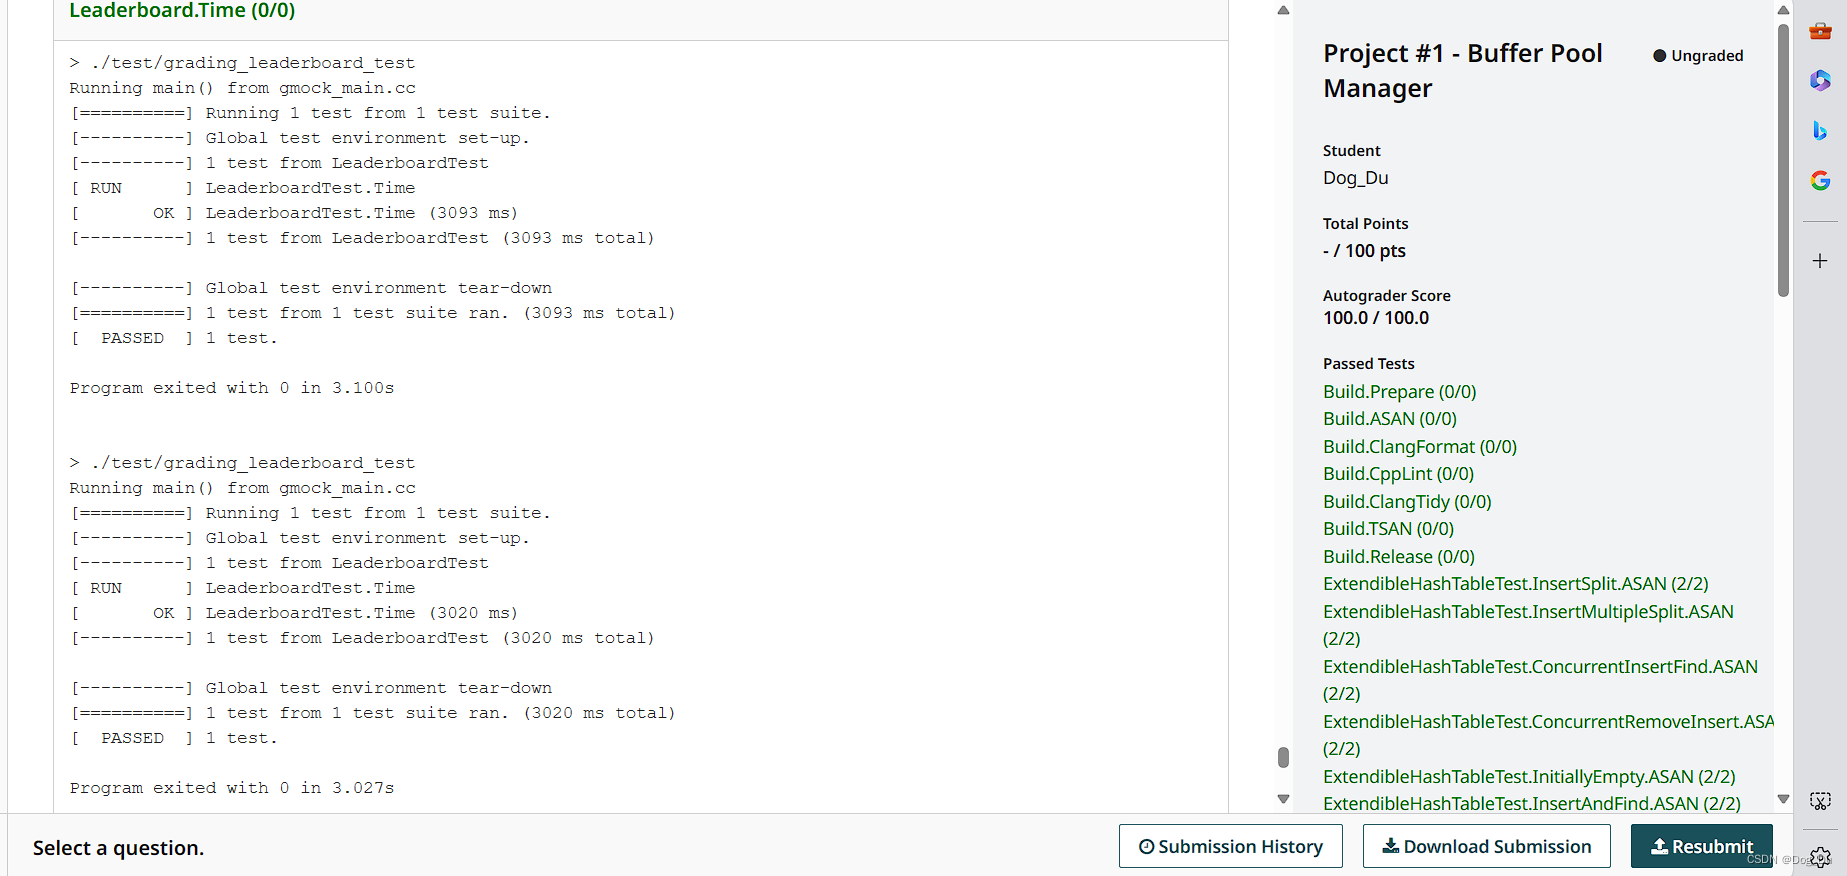 Leaderboard.Time (0/0)
> ./test/grading_leaderboard_test
Running main() from gmock_main.cc
[==========] Running 1 test from 1 test suite.
[----------] Global test environment set-up.
[----------] 1 test from LeaderboardTest
[ RUN      ] LeaderboardTest.Time
[       OK ] LeaderboardTest.Time (3093 ms)
[----------] 1 test from LeaderboardTest (3093 ms total)
[----------] Global test environment tear-down
[==========] 1 test from 1 test suite ran. (3093 ms total)
[  PASSED  ] 1 test.
Program exited with 0 in 3.100s
> ./test/grading_leaderboard_test
Running main() from gmock_main.cc
[==========] Running 1 test from 1 test suite.
[----------] Global test environment set-up.
[----------] 1 test from LeaderboardTest
[ RUN      ] LeaderboardTest.Time
[       OK ] LeaderboardTest.Time (3020 ms)
[----------] 1 test from LeaderboardTest (3020 ms total)
[----------] Global test environment tear-down
[==========] 1 test from 1 test suite ran. (3020 ms total)
[  PASSED  ] 1 test.
Program exited with 0 in 3.027s
Project #1 - Buffer Pool
Manager
Ungraded
Student
Dog_Du
Total Points
- / 100 pts
Autograder Score
100.0 / 100.0
Passed Tests
Build.Prepare (0/0)
Build.ASAN (0/0)
Build.ClangFormat (0/0)
Build.CppLint (0/0)
Build.ClangTidy (0/0)
Build.TSAN (0/0)
Build.Release (0/0)
ExtendibleHashTableTest.InsertSplit.ASAN (2/2)
ExtendibleHashTableTest.InsertMultipleSplit.ASAN
(2/2)
ExtendibleHashTableTest.ConcurrentInsertFind.ASAN
(2/2)
ExtendibleHashTableTest.ConcurrentRemoveInsert.ASA
(2/2)
ExtendibleHashTableTest.InitiallyEmpty.ASAN (2/2)
ExtendibleHashTableTest.InsertAndFind.ASAN (2/2)
Select a question.
Submission History
Download Submission
Resubmit
CSDN